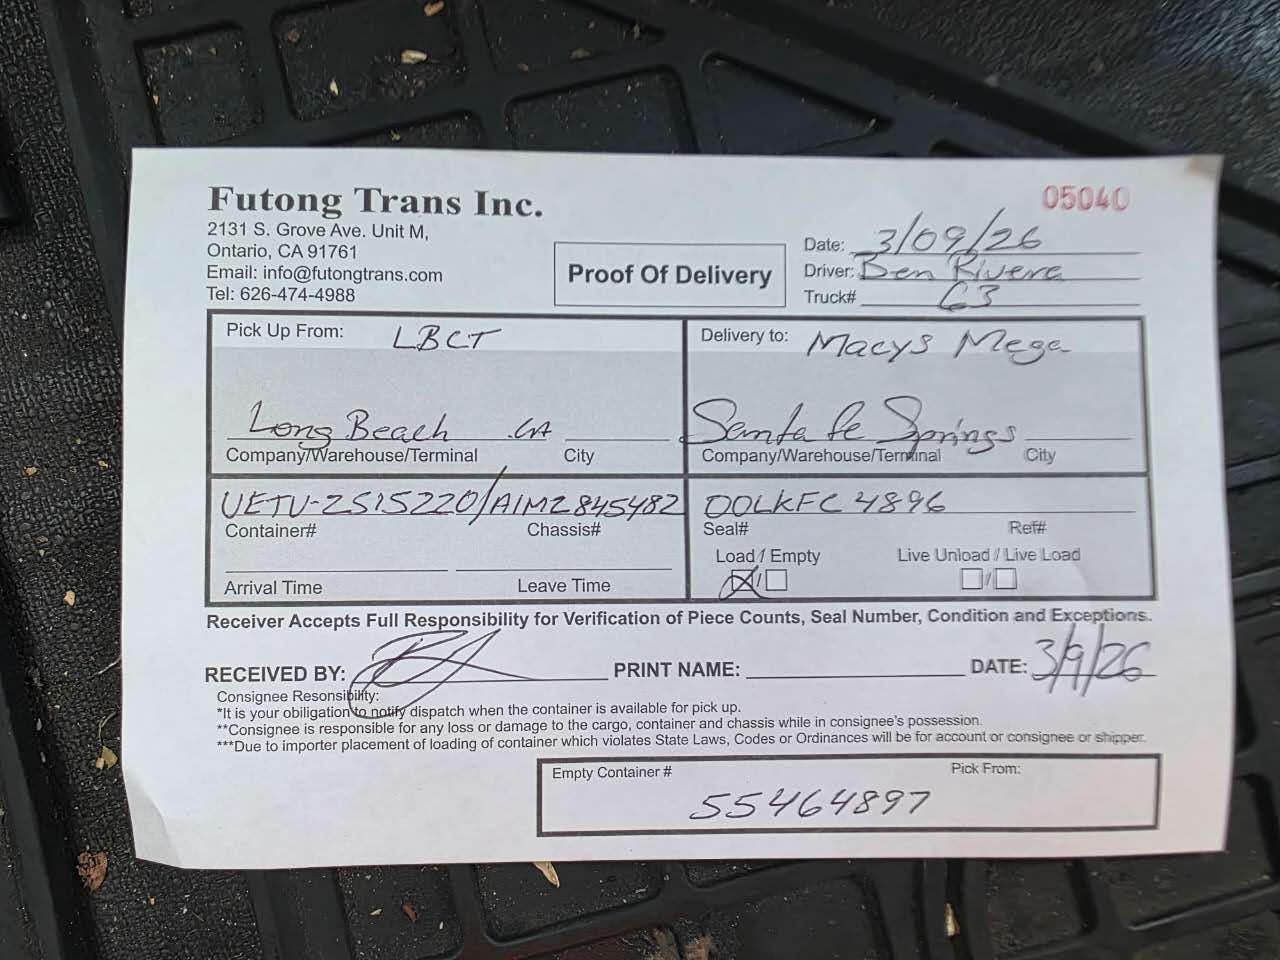 Futong Trans Inc.
05040
2131 S. Grove Ave. Unit M,
Ontario, CA 91761
Email: info@futongtrans.com
Tel: 626-474-4988
Proof Of Delivery
Date: 3/09/26
Driver: Ben Rivera
Truck# 63
Pick Up From: LBCT
Long Beach CA
Company/Warehouse/Terminal City
Delivery to: Macys Mega
Santa fe Springs
Company/Warehouse/Terminal City
UETU-2515220/AIMZ845482
Container# Chassis#
Arrival Time Leave Time
OOLKFC4896
Seal# Ref#
Load / Empty Live Unload / Live Load
Receiver Accepts Full Responsibility for Verification of Piece Counts, Seal Number, Condition and Exceptions.
RECEIVED BY: PRINT NAME: DATE: 3/9/26
Consignee Resonsibility:
*It is your obiligation to notify dispatch when the container is available for pick up.
**Consignee is responsible for any loss or damage to the cargo, container and chassis while in consignee's possession.
***Due to importer placement of loading of container which violates State Laws, Codes or Ordinances will be for account or consignee or shipper.
Empty Container # Pick From:
55464897